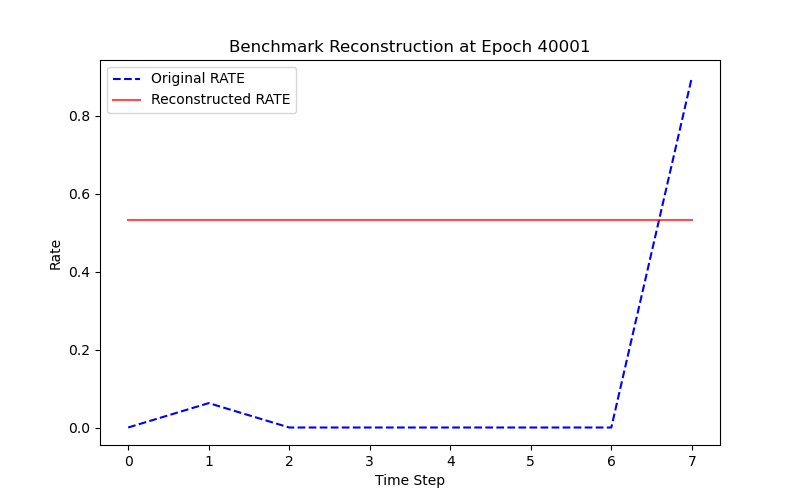 Benchmark Reconstruction at Epoch 40001
Original RATE
Reconstructed RATE
Rate
0.8
0.6
0.4
0.2
0.0
0 1 2 3 4 5 6 7
Time Step